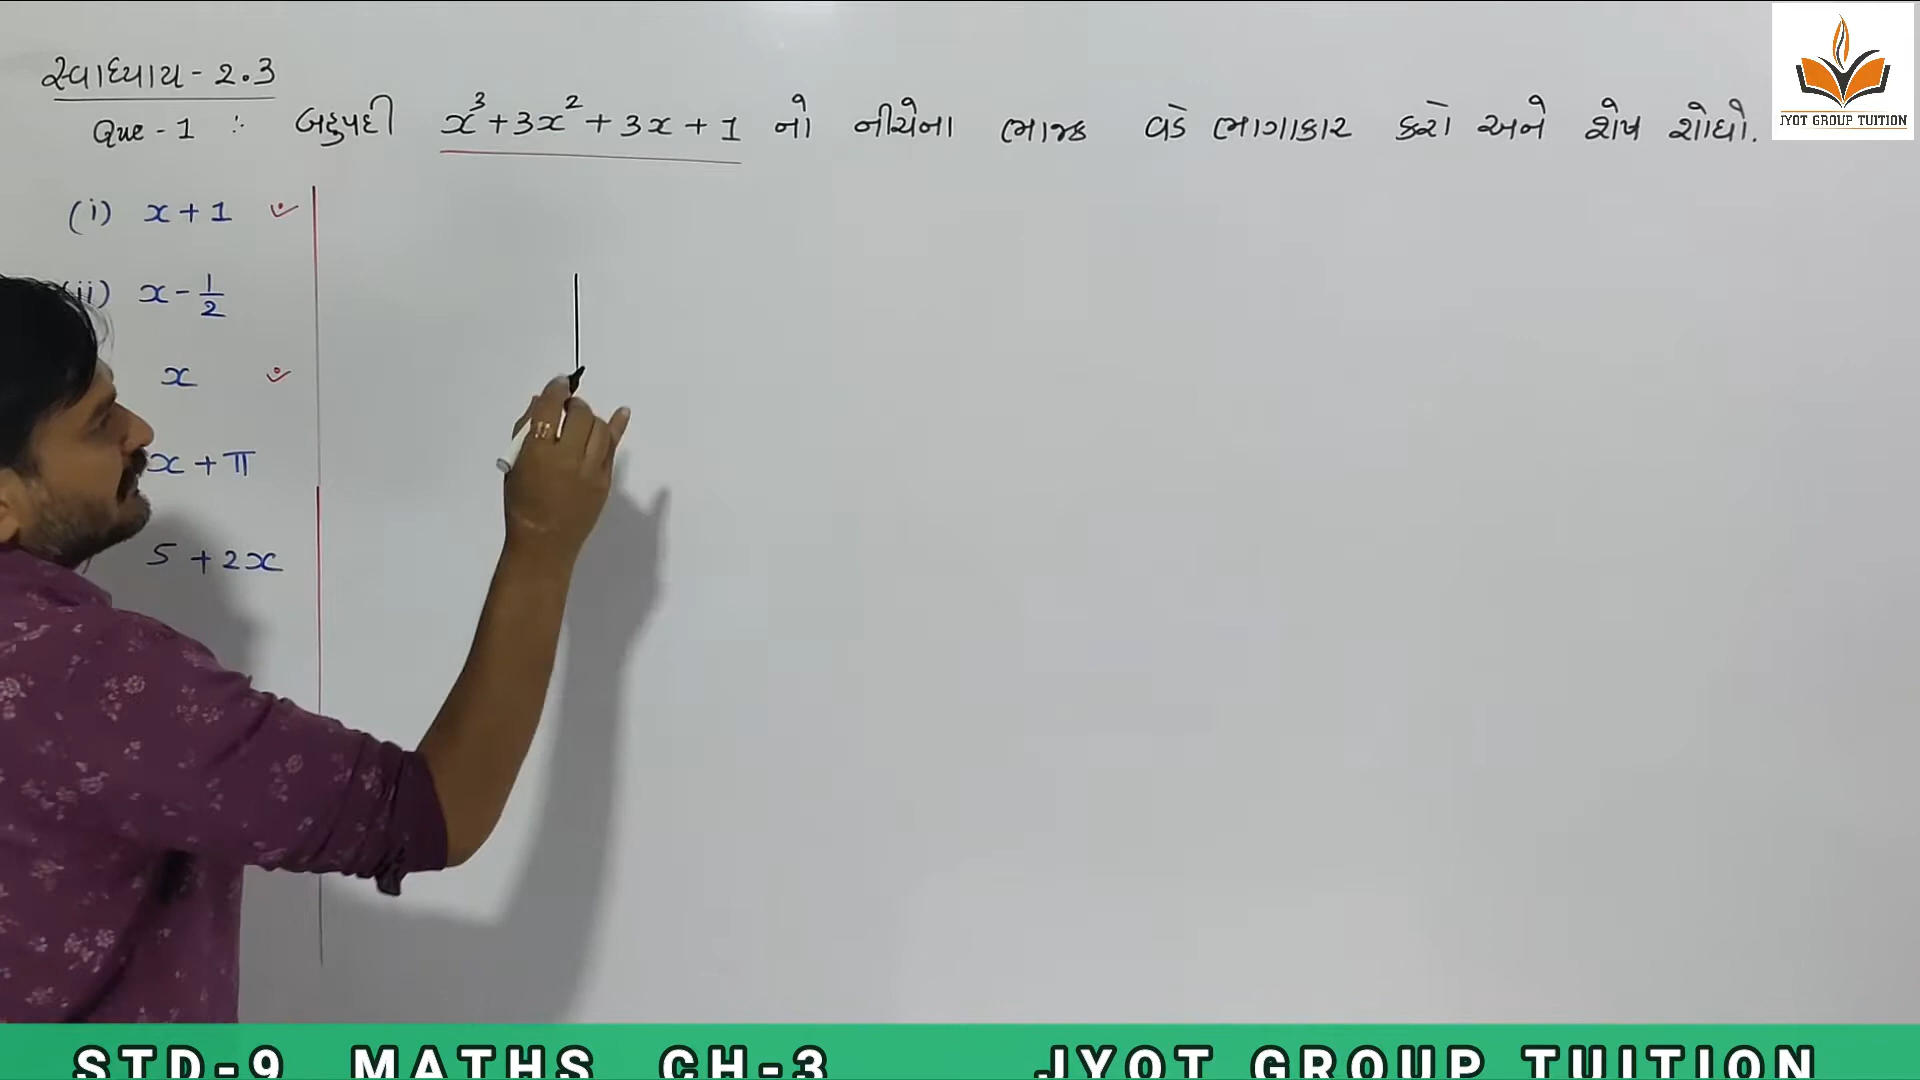 સ્વાધ્યાય - 2.3
Que - 1 ∴ બહુપદી x³ + 3x² + 3x + 1 નો નીચેના ભાજક વડે ભાગાકાર કરો અને શેષ શોધો.
JYOT GROUP TUITION
(i) x + 1
(ii) x - 1/2
x
x + π
5 + 2x
STD-9 MATHS CH-3 JYOT GROUP TUITION